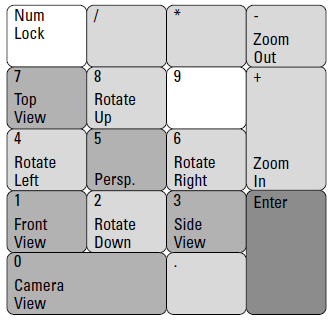 Num
Lock
/
*
-
Zoom
Out
7
Top
View
8
Rotate
Up
9
+
Zoom
In
4
Rotate
Left
5
Persp.
6
Rotate
Right
1
Front
View
2
Rotate
Down
3
Side
View
Enter
0
Camera
View
.